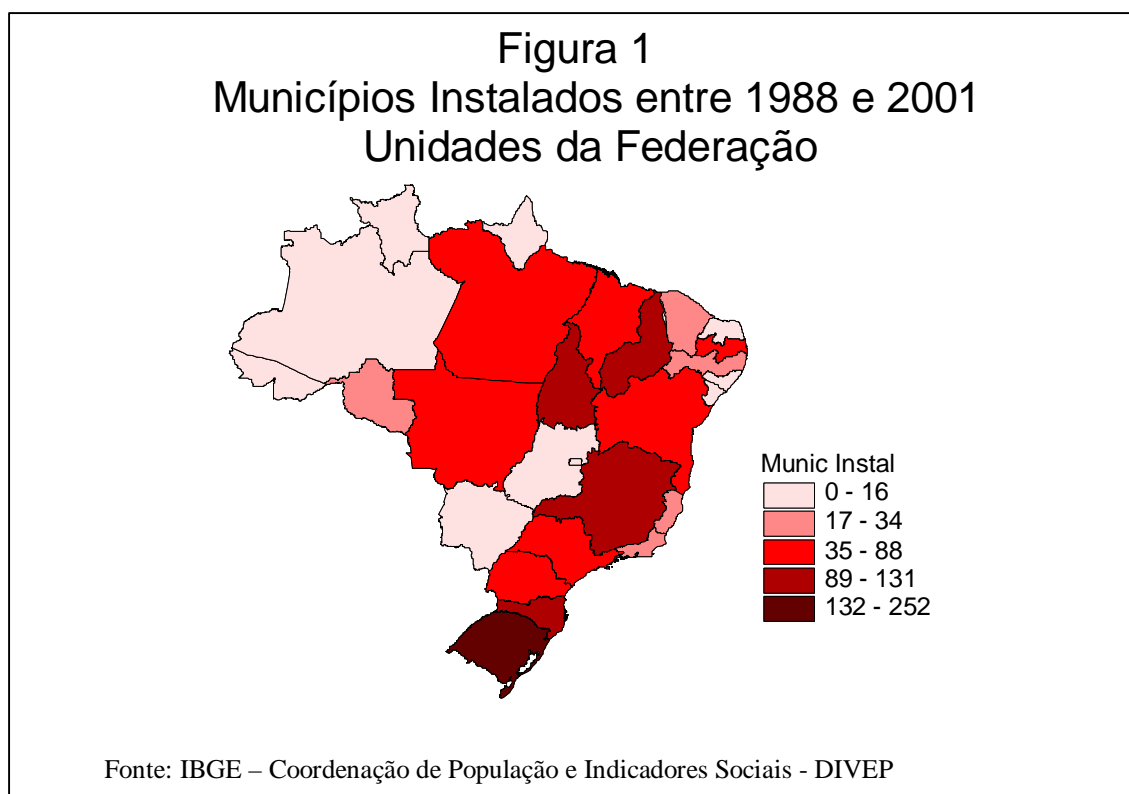 Figura 1
Municípios Instalados entre 1988 e 2001
Unidades da Federação
Munic Instal
0 - 16
17 - 34
35 - 88
89 - 131
132 - 252
Fonte: IBGE – Coordenação de População e Indicadores Sociais - DIVEP